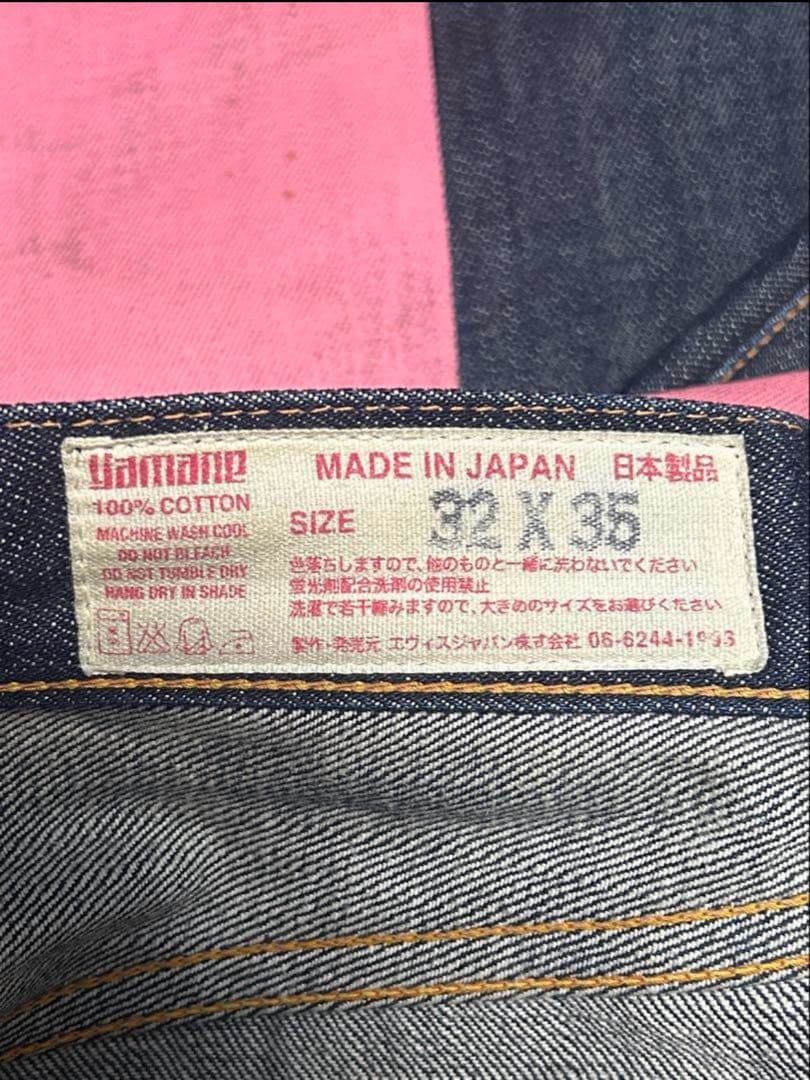 yamane
100% COTTON
MACHINE WASH COOL
DO NOT BLEACH
DO NOT TUMBLE DRY
HANG DRY IN SHADE
MADE IN JAPAN 日本製品
SIZE 32 X 35
色落ちしますので、他のものと一緒に洗わないでください
蛍光剤配合洗剤の使用禁止
洗濯で若干縮みますので、大きめのサイズをお選びください
製作・発売元 エヴィスジャパン株式会社 06-6244-1993